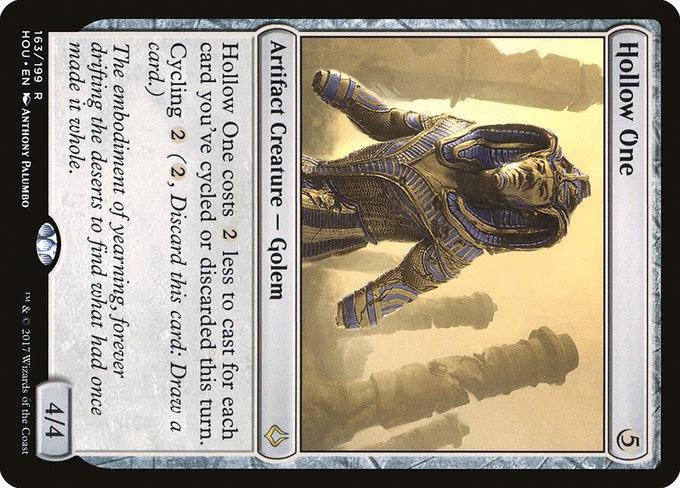 Hollow One 5
Artifact Creature — Golem
Hollow One costs 2 less to cast for each
card you've cycled or discarded this turn.
Cycling 2 (2, Discard this card: Draw a
card.)
The embodiment of yearning, forever
drifting the deserts to find what had once
made it whole.
4/4
163/199 R
HOU • EN Anthony Palumbo
™ & © 2017 Wizards of the Coast